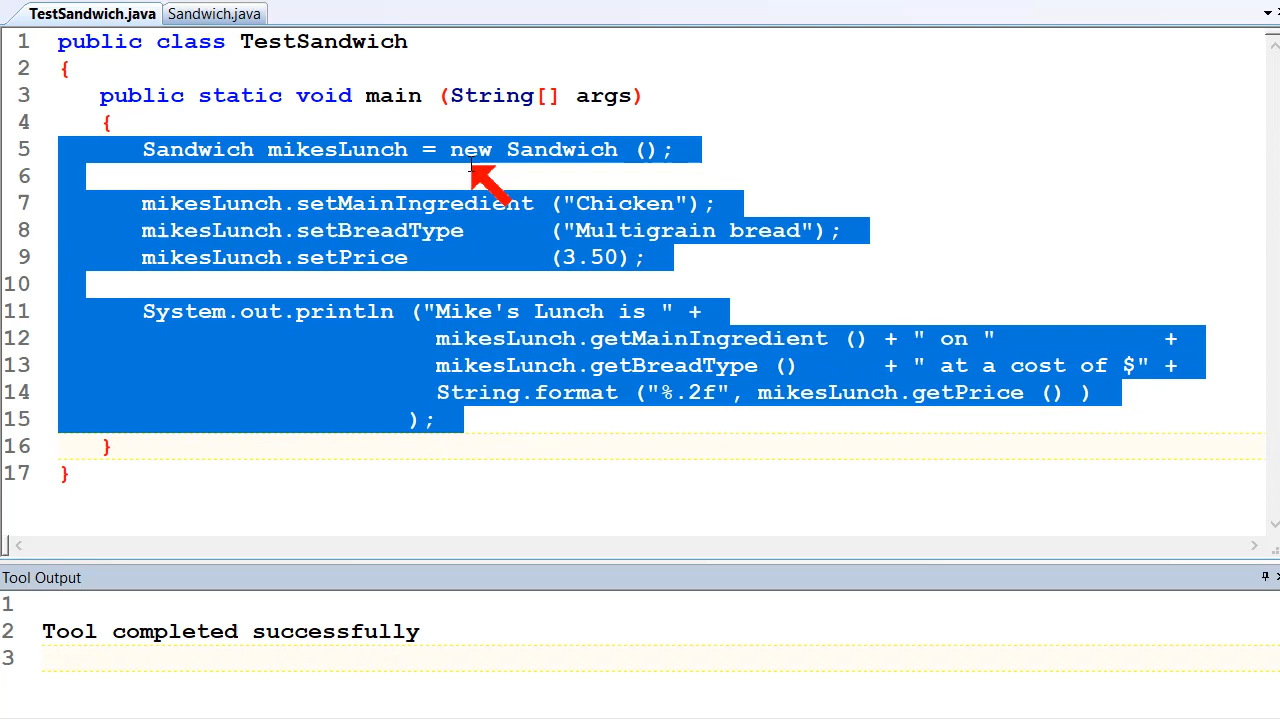 TestSandwich.java Sandwich.java
1 public class TestSandwich
2 {
3 public static void main (String[] args)
4 {
5 Sandwich mikesLunch = new Sandwich ();
6
7 mikesLunch.setMainIngredient ("Chicken");
8 mikesLunch.setBreadType ("Multigrain bread");
9 mikesLunch.setPrice (3.50);
10
11 System.out.println ("Mike's Lunch is " +
12 mikesLunch.getMainIngredient () + " on " +
13 mikesLunch.getBreadType () + " at a cost of $" +
14 String.format ("%.2f", mikesLunch.getPrice () )
15 );
16 }
17 }
Tool Output
1
2 Tool completed successfully
3